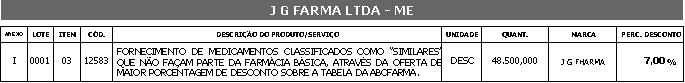 J G FARMA LTDA - ME
ANEXO LOTE ITEM CÓD. DESCRIÇÃO DO PRODUTO/SERVIÇO UNIDADE QUANT. MARCA PERC. DESCONTO
I 0001 03 12583 FORNECIMENTO DE MEDICAMENTOS CLASSIFICADOS COMO "SIMILARES" QUE NÃO FAÇAM PARTE DA FARMÁCIA BÁSICA, ATRAVÉS DA OFERTA DE MAIOR PORCENTAGEM DE DESCONTO SOBRE A TABELA DA ABCFARMA. DESC 48.500,000 J G FHARMA 7,00 %